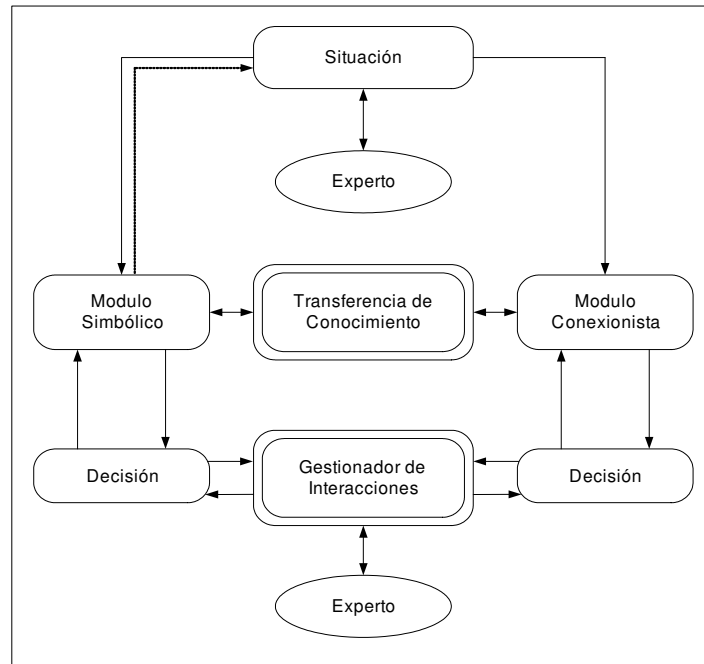 Situación
Experto
Modulo
Simbólico
Transferencia de
Conocimiento
Modulo
Conexionista
Decisión
Gestionador de
Interacciones
Decisión
Experto